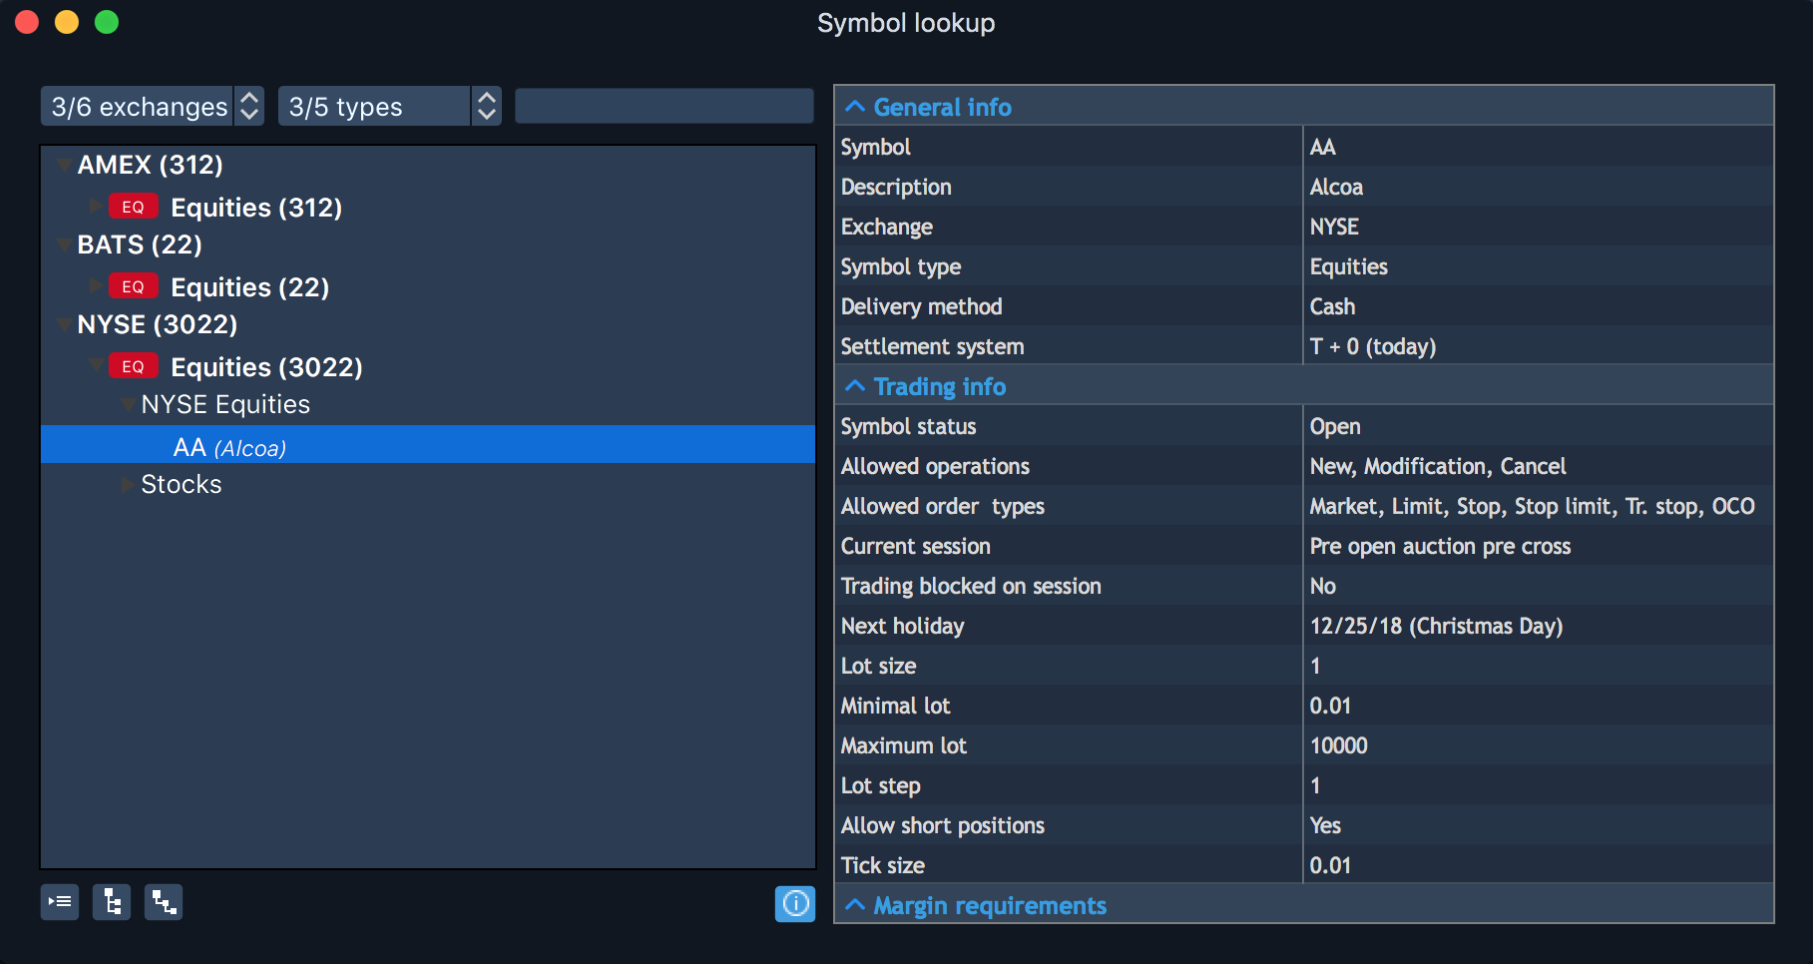 Symbol lookup
3/6 exchanges
3/5 types
AMEX (312)
EQ Equities (312)
BATS (22)
EQ Equities (22)
NYSE (3022)
EQ Equities (3022)
NYSE Equities
AA (Alcoa)
Stocks
General info
Symbol AA
Description Alcoa
Exchange NYSE
Symbol type Equities
Delivery method Cash
Settlement system T + 0 (today)
Trading info
Symbol status Open
Allowed operations New, Modification, Cancel
Allowed order types Market, Limit, Stop, Stop limit, Tr. stop, OCO
Current session Pre open auction pre cross
Trading blocked on session No
Next holiday 12/25/18 (Christmas Day)
Lot size 1
Minimal lot 0.01
Maximum lot 10000
Lot step 1
Allow short positions Yes
Tick size 0.01
Margin requirements